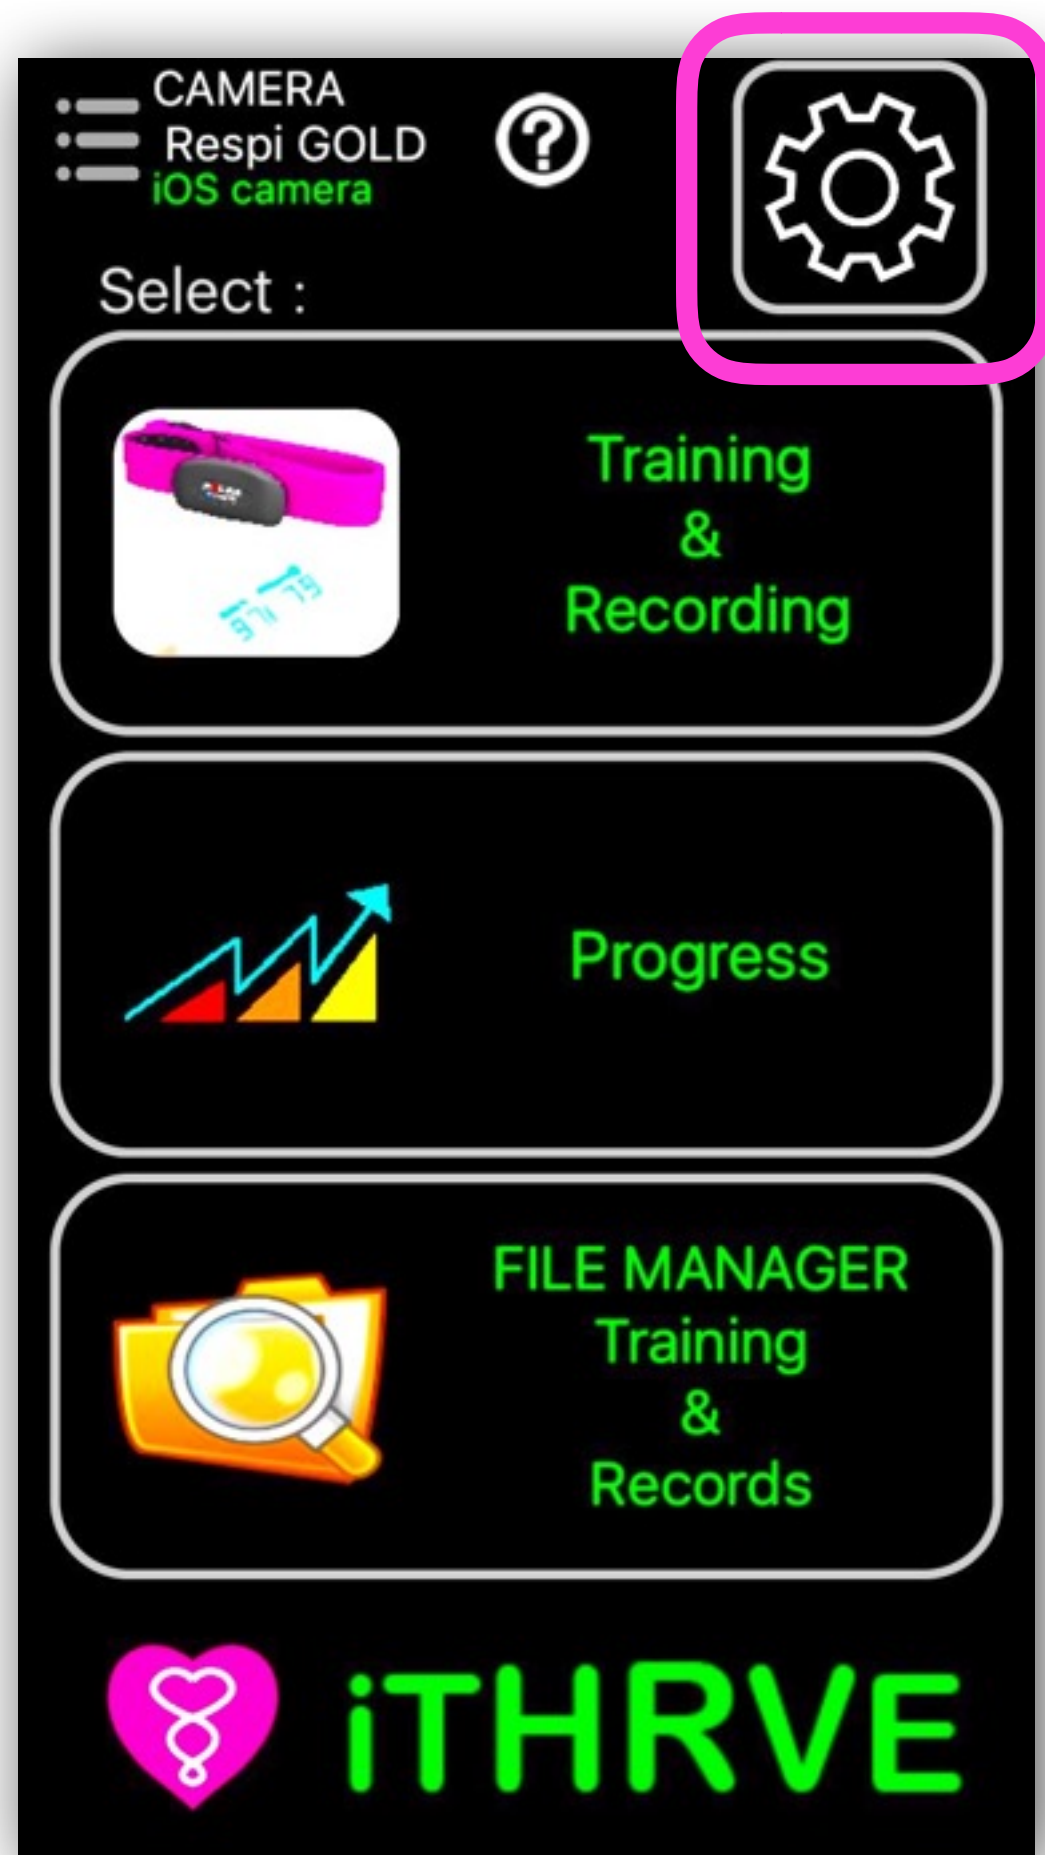 CAMERA
Respi GOLD
iOS camera
?
Select :
Training
&
Recording
Progress
FILE MANAGER
Training
&
Records
iTHRVE